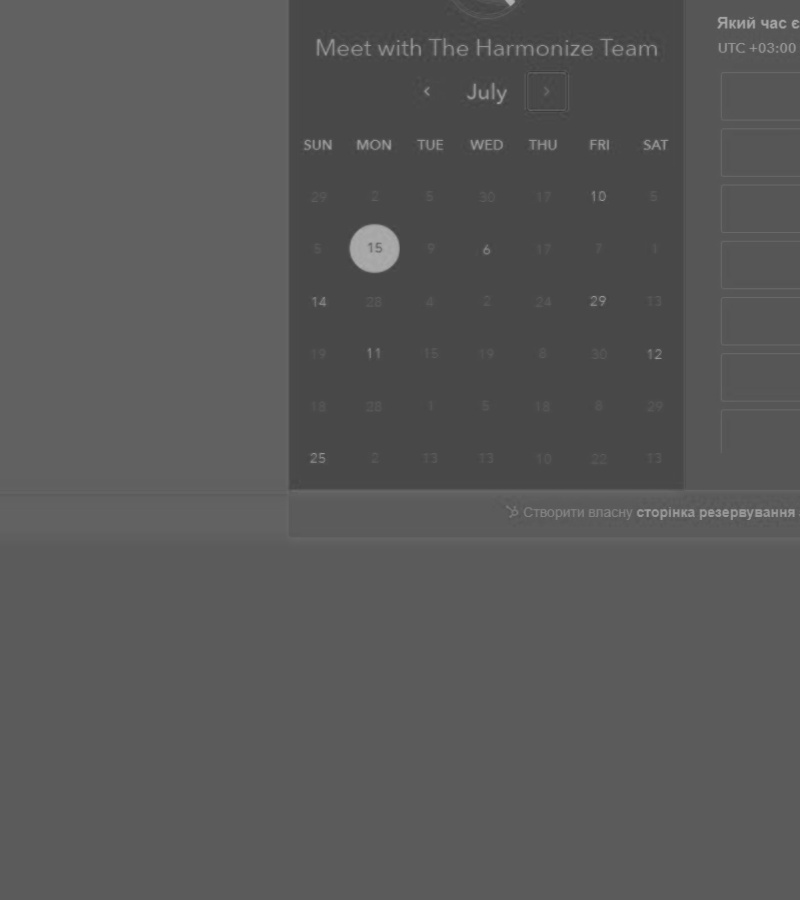 Meet with The Harmonize Team
July
SUN MON TUE WED THU FRI SAT
29 2 5 30 17 10 5
5 15 9 6 17 7 1
14 28 4 2 24 29 13
19 11 15 19 8 30 12
18 28 1 5 18 8 29
25 2 13 13 10 22 13
Який час є
UTC +03:00
Створити власну сторінка резервування